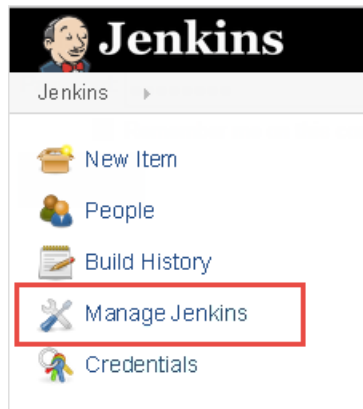 Jenkins
Jenkins
New Item
People
Build History
Manage Jenkins
Credentials